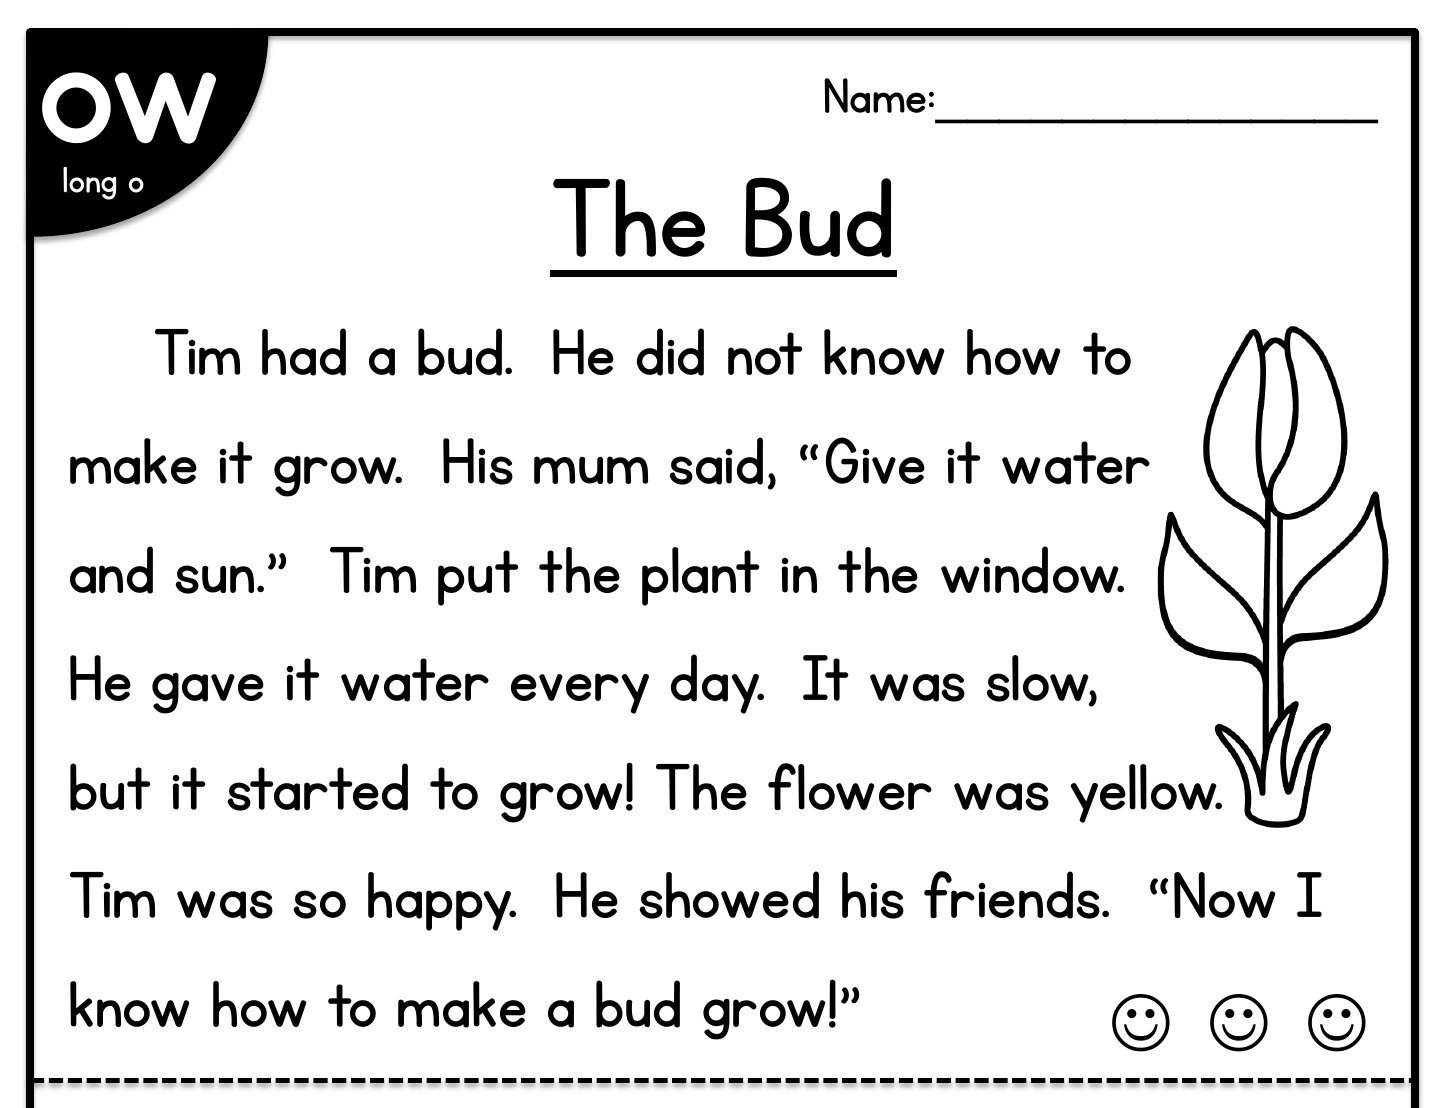 ow
long o
Name:
The Bud
Tim had a bud. He did not know how to
make it grow. His mum said, “Give it water
and sun.” Tim put the plant in the window.
He gave it water every day. It was slow,
but it started to grow! The flower was yellow.
Tim was so happy. He showed his friends. “Now I
know how to make a bud grow!”